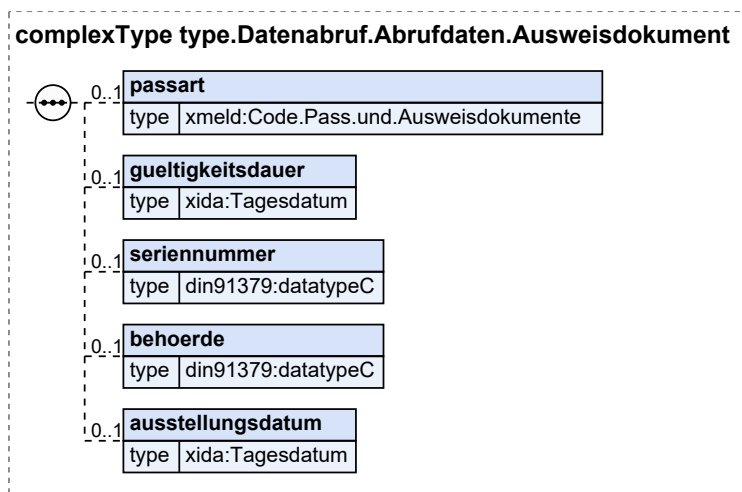 complexType type.Datenabruf.Abrufdaten.Ausweisdokument
0..1 passart
type xmeld:Code.Pass.und.Ausweisdokumente
0..1 gueltigkeitsdauer
type xida:Tagesdatum
0..1 seriennummer
type din91379:datatypeC
0..1 behoerde
type din91379:datatypeC
0..1 ausstellungsdatum
type xida:Tagesdatum